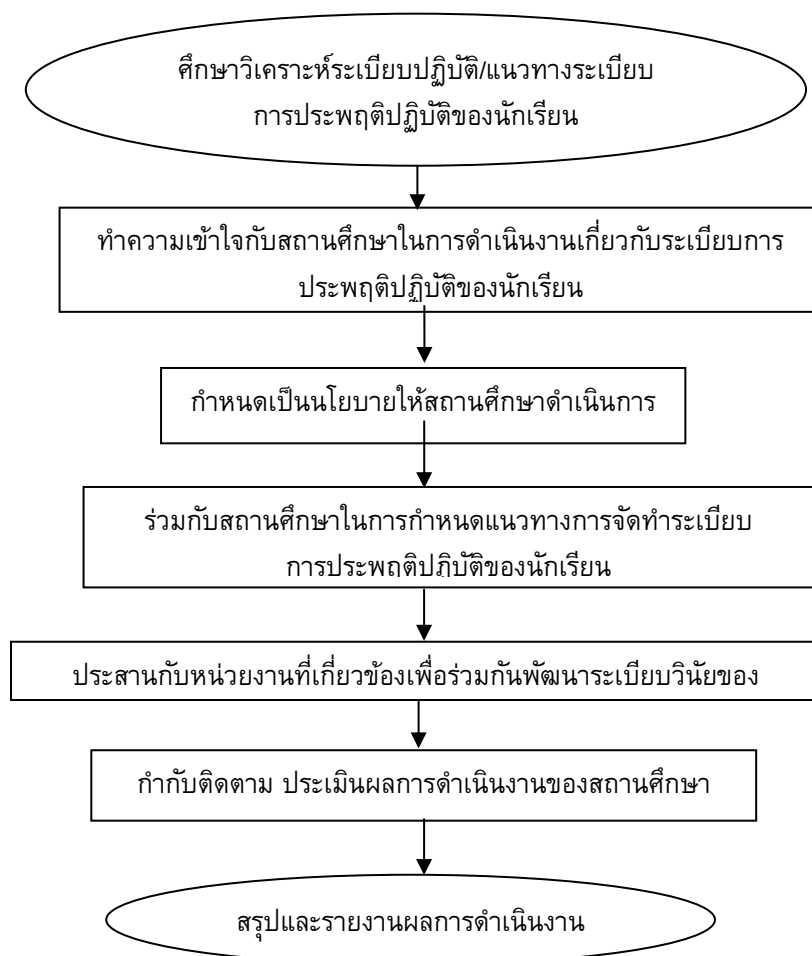 ศึกษาวิเคราะห์ระเบียบปฏิบัติ/แนวทางระเบียบ
การประพฤติปฏิบัติของนักเรียน
ทำความเข้าใจกับสถานศึกษาในการดำเนินงานเกี่ยวกับระเบียบการ
ประพฤติปฏิบัติของนักเรียน
กำหนดเป็นนโยบายให้สถานศึกษาดำเนินการ
ร่วมกับสถานศึกษาในการกำหนดแนวทางการจัดทำระเบียบ
การประพฤติปฏิบัติของนักเรียน
ประสานกับหน่วยงานที่เกี่ยวข้องเพื่อร่วมกันพัฒนาระเบียบวินัยของ
กำกับติดตาม ประเมินผลการดำเนินงานของสถานศึกษา
สรุปและรายงานผลการดำเนินงาน